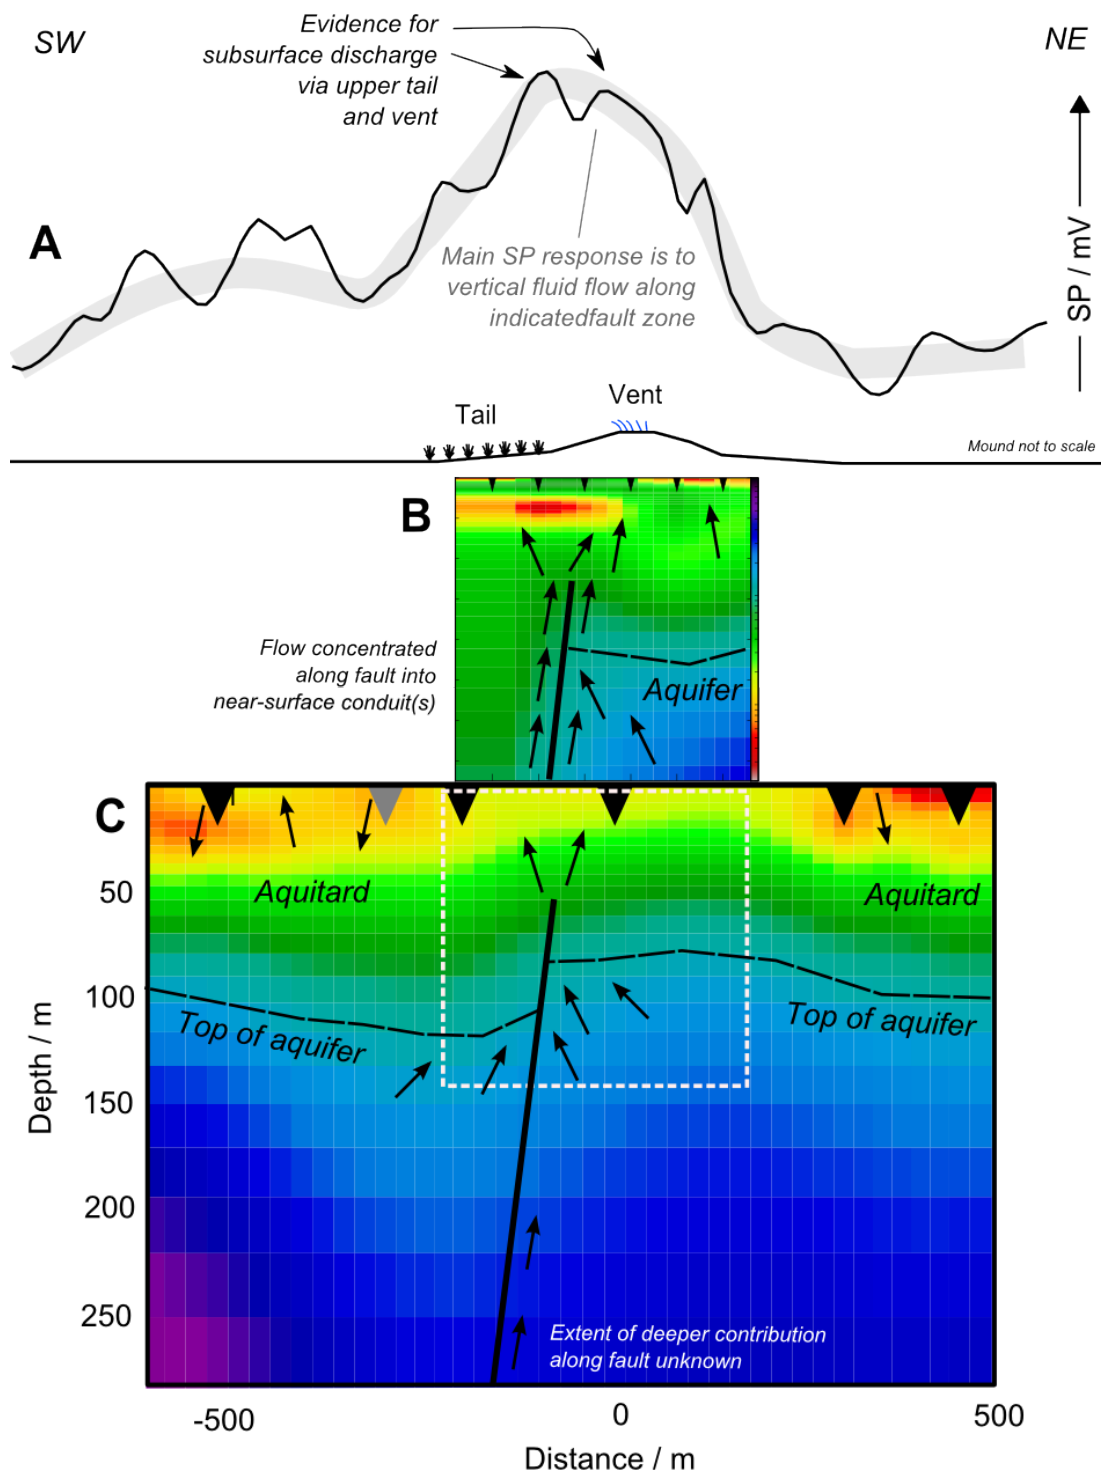 SW
Evidence for
subsurface discharge
via upper tail
and vent
NE
A
Main SP response is to
vertical fluid flow along
indicatedfault zone
SP / mV
Tail
Vent
Mound not to scale
B
Flow concentrated
along fault into
near-surface conduit(s)
Aquifer
C
Aquitard
Aquitard
Top of aquifer
Top of aquifer
Extent of deeper contribution
along fault unknown
50
100
150
200
250
Depth / m
-500
0
500
Distance / m